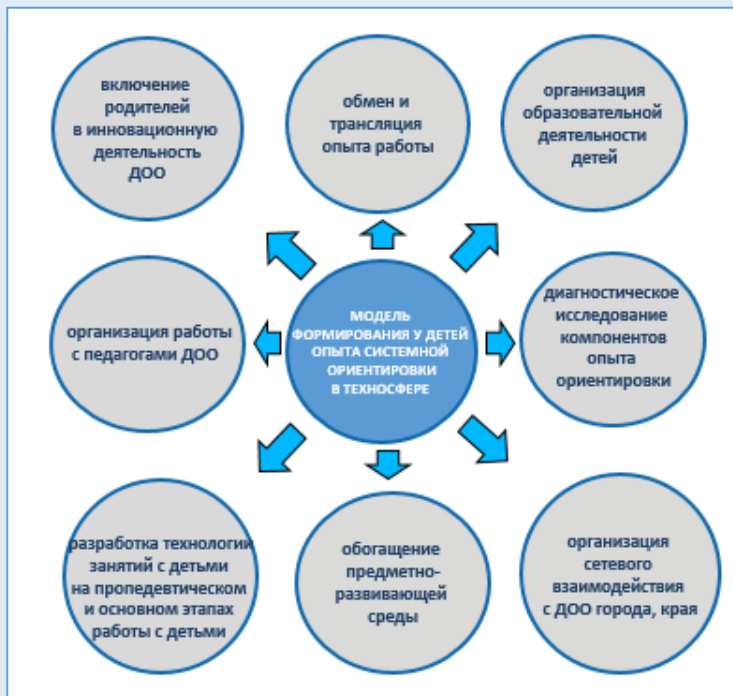 включение
родителей
в инновационную
деятельность
ДОО
обмен и
трансляция
опыта работы
организация
образовательной
деятельности
детей
организация работы
с педагогами ДОО
МОДЕЛЬ
ФОРМИРОВАНИЯ У ДЕТЕЙ
ОПЫТА СИСТЕМНОЙ
ОРИЕНТИРОВКИ
В ТЕХНОСФЕРЕ
диагностическое
исследование
компонентов
опыта
ориентировки
разработка технологии
занятий с детьми
на пропедевтическом
и основном этапах
работы с детьми
обогащение
предметно-
развивающей
среды
организация
сетевого
взаимодействия
с ДОО города, края